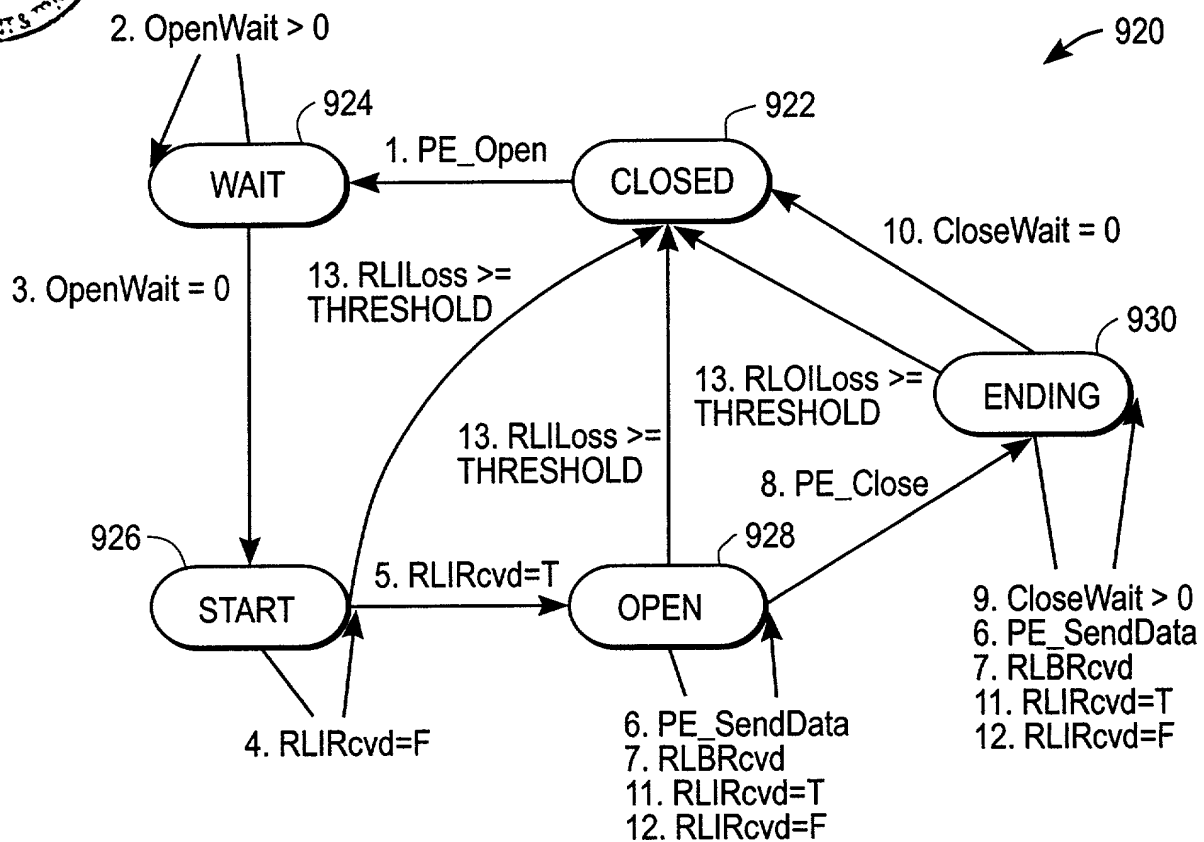 2. OpenWait > 0
920
924
922
1. PE_Open
WAIT
CLOSED
10. CloseWait = 0
3. OpenWait = 0
13. RLILoss >=
THRESHOLD
930
13. RLOILoss >=
THRESHOLD
ENDING
13. RLILoss >=
THRESHOLD
8. PE_Close
926
928
5. RLIRcvd=T
START
OPEN
9. CloseWait > 0
6. PE_SendData
7. RLBRcvd
11. RLIRcvd=T
12. RLIRcvd=F
4. RLIRcvd=F
6. PE_SendData
7. RLBRcvd
11. RLIRcvd=T
12. RLIRcvd=F